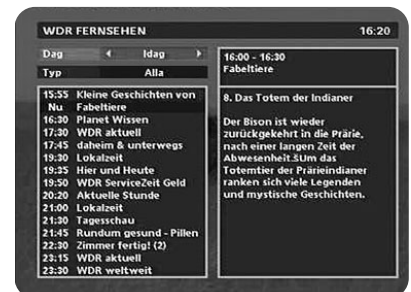 WDR FERNSEHEN 16:20
Dag Idag
Typ Alla
15:55 Kleine Geschichten von
Nu Fabeltiere
16:30 Planet Wissen
17:30 WDR aktuell
17:45 daheim & unterwegs
19:30 Lokalzeit
19:35 Hier und Heute
19:50 WDR ServiceZeit Geld
20:20 Aktuelle Stunde
21:00 Lokalzeit
21:30 Tagesschau
21:45 Rundum gesund - Pillen
22:30 Zimmer fertig! (2)
23:15 WDR aktuell
23:30 WDR weltweit
16:00 - 16:30
Fabeltiere
8. Das Totem der Indianer
Der Bison ist wieder
zurückgekehrt in die Prärie,
nach einer langen Zeit der
Abwesenheit.šUm das
Totemtier der Prärieindianer
ranken sich viele Legenden
und mystische Geschichten.